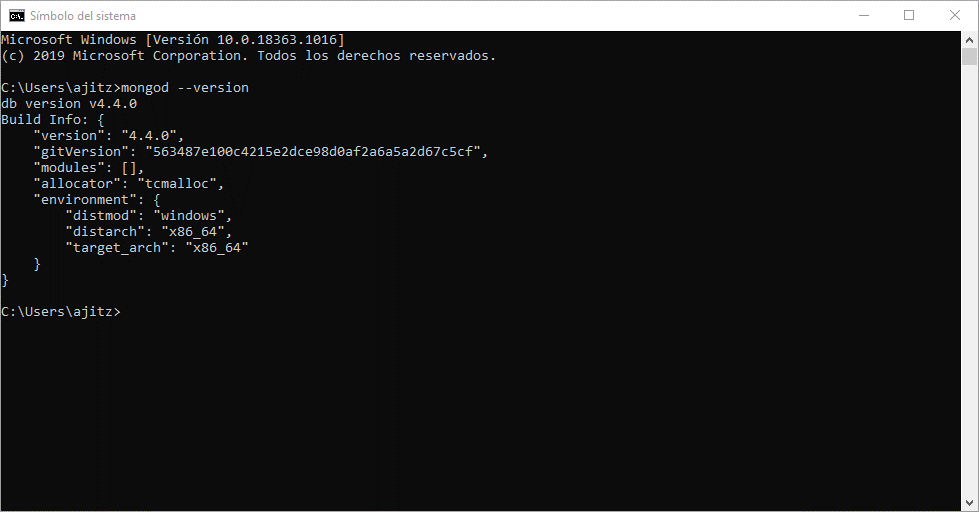 Símbolo del sistema
Microsoft Windows [Versión 10.0.18363.1016]
(c) 2019 Microsoft Corporation. Todos los derechos reservados.
C:\Users\ajitz>mongod --version
db version v4.4.0
Build Info: {
    "version": "4.4.0",
    "gitVersion": "563487e100c4215e2dce98d0af2a6a5a2d67c5cf",
    "modules": [],
    "allocator": "tcmalloc",
    "environment": {
        "distmod": "windows",
        "distarch": "x86_64",
        "target_arch": "x86_64"
    }
}
C:\Users\ajitz>